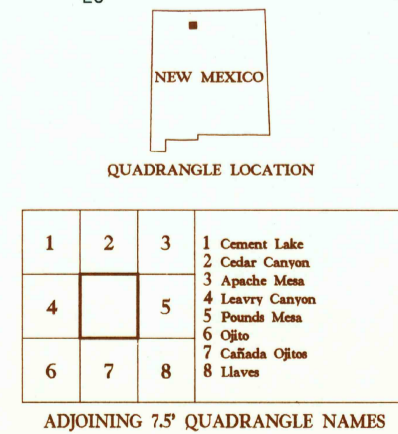 NEW MEXICO
QUADRANGLE LOCATION
1 2 3
4 5
6 7 8
1 Cement Lake
2 Cedar Canyon
3 Apache Mesa
4 Leavry Canyon
5 Pounds Mesa
6 Ojito
7 Cañada Ojitos
8 Llaves
ADJOINING 7.5' QUADRANGLE NAMES